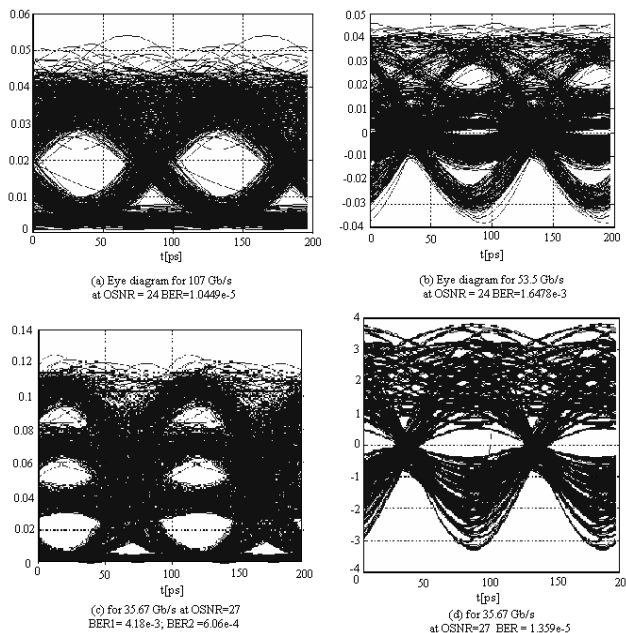 0.06
0.05
0.04
0.03
0.02
0.01
0
0 50 100 150 200
t[ps]
(a) Eye diagram for 107 Gb/s
at OSNR = 24 BER=1.0449e-5
0.05
0.04
0.03
0.02
0.01
0
-0.01
-0.02
-0.03
-0.04
0 50 100 150 200
t[ps]
(b) Eye diagram for 53.5 Gb/s
at OSNR = 24 BER=1.6478e-3
0.14
0.12
0.1
0.08
0.06
0.04
0.02
0
0 50 100 150 200
t[ps]
(c) for 35.67 Gb/s at OSNR=27
BER1= 4.18e-3; BER2 =6.06e-4
4
3
2
1
0
-1
-2
-3
-4
50 100 150 200
t[ps]
(d) for 35.67 Gb/s
at OSNR=27 BER = 1.359e-5